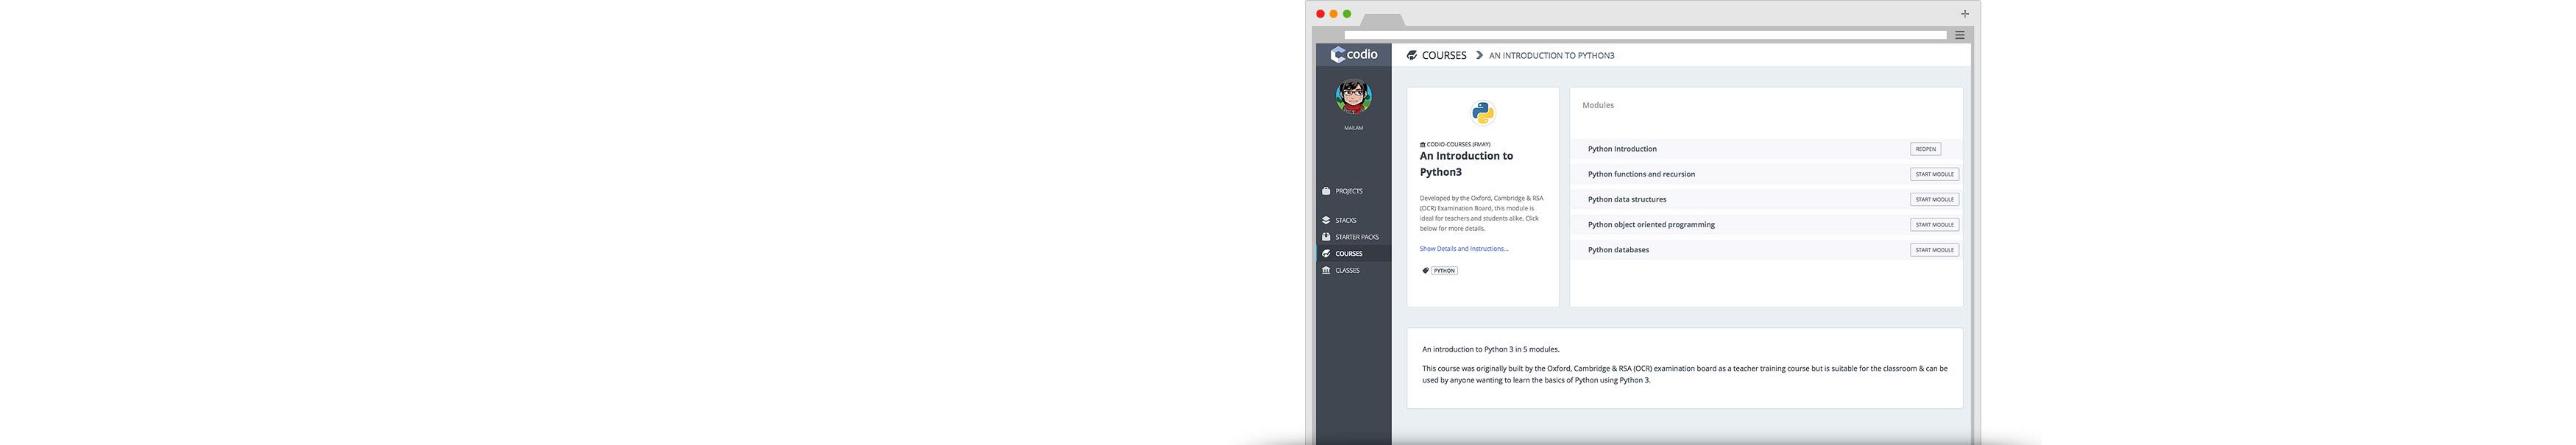 codio
COURSES
AN INTRODUCTION TO PYTHON3
MAILAM
PROJECTS
STACKS
STARTER PACKS
COURSES
CLASSES
CODIO-COURSES (FMAY)
An Introduction to
Python3
Developed by the Oxford, Cambridge & RSA
(OCR) Examination Board, this module is
ideal for teachers and students alike. Click
below for more details.
Show Details and Instructions...
PYTHON
Modules
Python Introduction
REOPEN
Python functions and recursion
START MODULE
Python data structures
START MODULE
Python object oriented programming
START MODULE
Python databases
START MODULE
An introduction to Python 3 in 5 modules.
This course was originally built by the Oxford, Cambridge & RSA (OCR) examination board as a teacher training course but is suitable for the classroom & can be
used by anyone wanting to learn the basics of Python using Python 3.